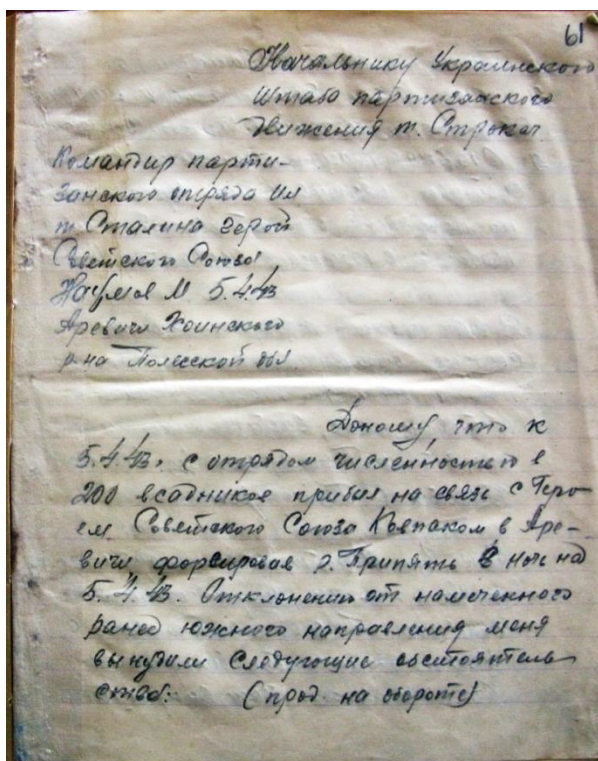 61
Начальнику Украинского
штаба партизанского
движения т. Строкач
Командир парти-
занского отряда им
т Сталина герой
Советского Союза
Наумов М 5.4.43
Аревичи Хоинского
р-на Полесской обл
Доношу, что к
5.4.43. с отрядом численностью в
200 всадников прибыл на связь с Геро-
ем Советского Союза Ковпаком в Аре-
вичи форсировав р. Припять в ночь на
5.4.43. Отклонению от намеченного
ранее южного направления меня
вынудили следующие обстоятель-
ства: (прод. на обороте)